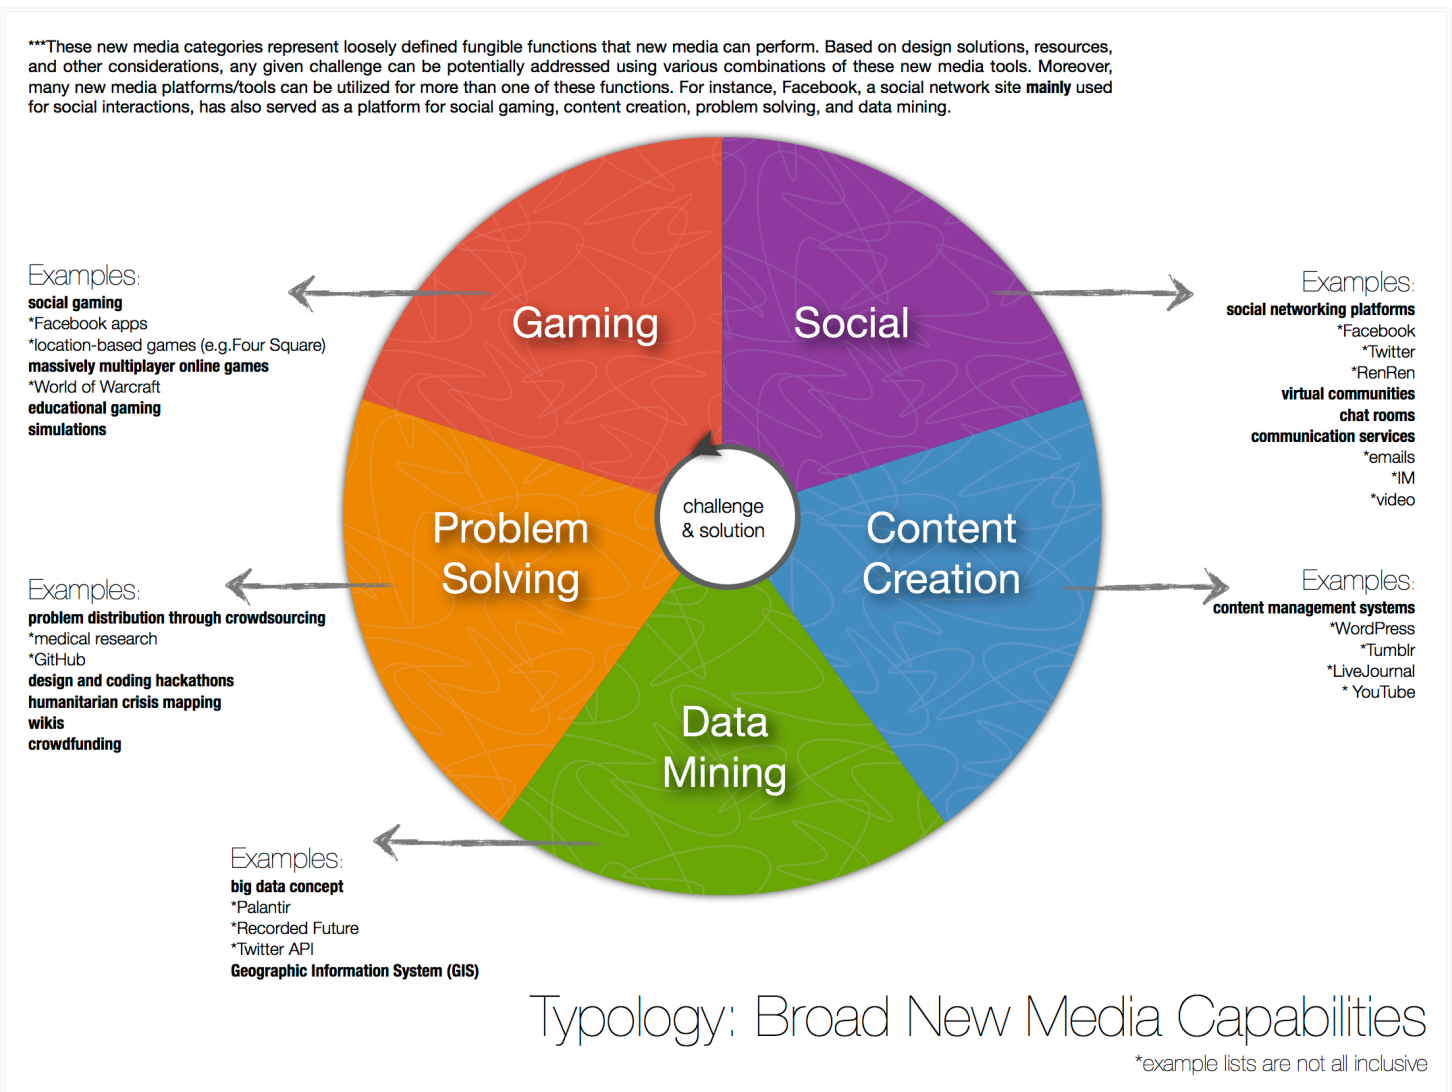 ***These new media categories represent loosely defined fungible functions that new media can perform. Based on design solutions, resources,
and other considerations, any given challenge can be potentially addressed using various combinations of these new media tools. Moreover,
many new media platforms/tools can be utilized for more than one of these functions. For instance, Facebook, a social network site mainly used
for social interactions, has also served as a platform for social gaming, content creation, problem solving, and data mining.
Examples:
social gaming
*Facebook apps
*location-based games (e.g.Four Square)
massively multiplayer online games
*World of Warcraft
educational gaming
simulations
Gaming
Social
Examples:
social networking platforms
*Facebook
*Twitter
*RenRen
virtual communities
chat rooms
communication services
*emails
*IM
*video
challenge
& solution
Problem
Solving
Content
Creation
Examples:
problem distribution through crowdsourcing
*medical research
*GitHub
design and coding hackathons
humanitarian crisis mapping
wikis
crowdfunding
Examples:
content management systems
*WordPress
*Tumblr
*LiveJournal
* YouTube
Data
Mining
Examples:
big data concept
*Palantir
*Recorded Future
*Twitter API
Geographic Information System (GIS)
Typology: Broad New Media Capabilities
*example lists are not all inclusive